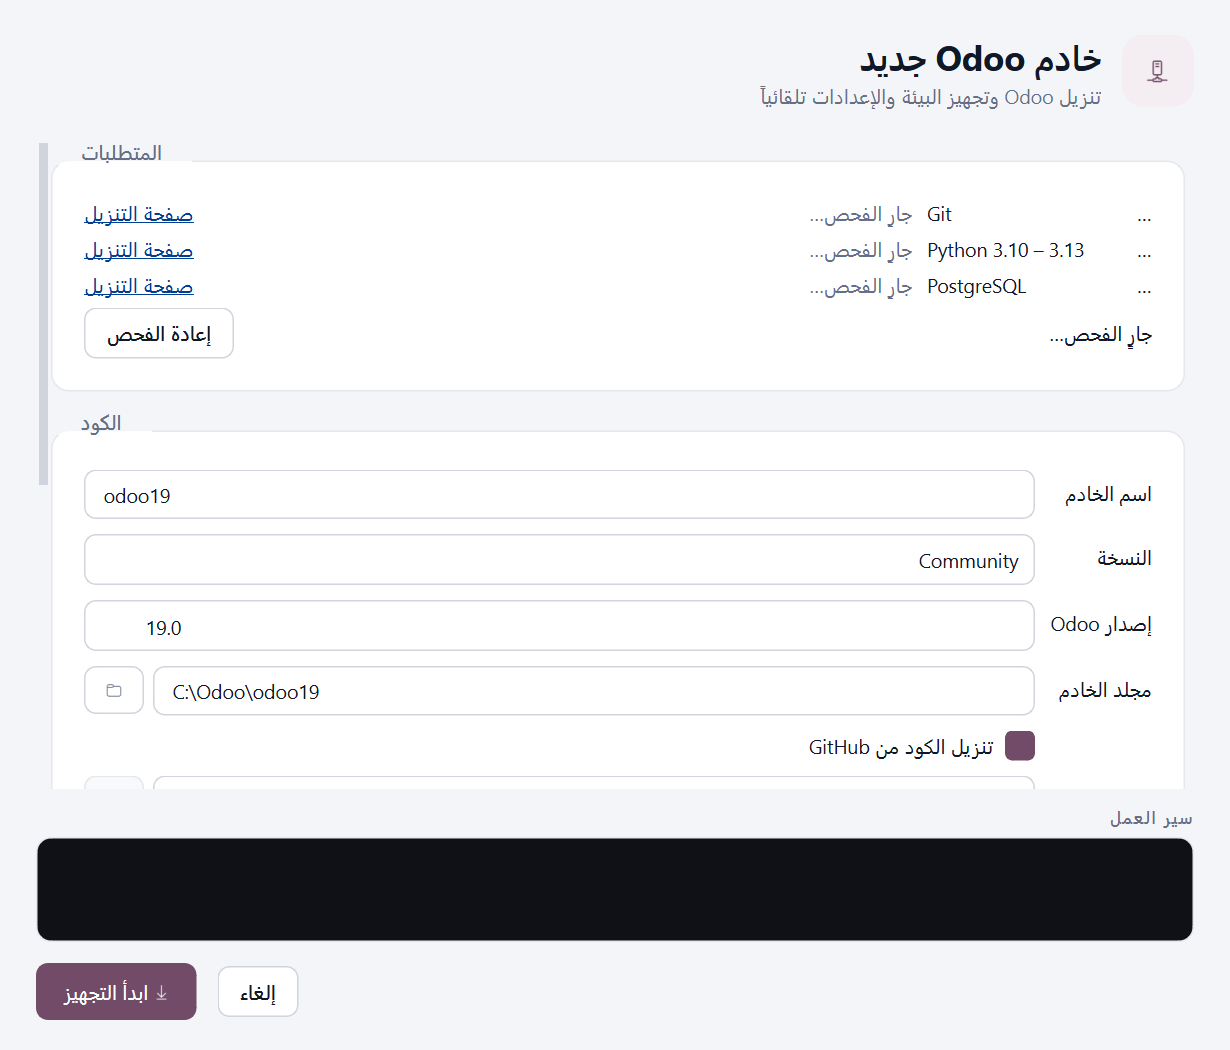 خادم Odoo جديد
تنزيل Odoo وتجهيز البيئة والإعدادات تلقائياً
المتطلبات
... Git جارٍ الفحص... صفحة التنزيل
... Python 3.10 – 3.13 جارٍ الفحص... صفحة التنزيل
... PostgreSQL جارٍ الفحص... صفحة التنزيل
جارٍ الفحص... إعادة الفحص
الكود
اسم الخادم odoo19
النسخة Community
إصدار Odoo 19.0
مجلد الخادم C:\Odoo\odoo19
تنزيل الكود من GitHub
سير العمل
إلغاء ابدأ التجهيز